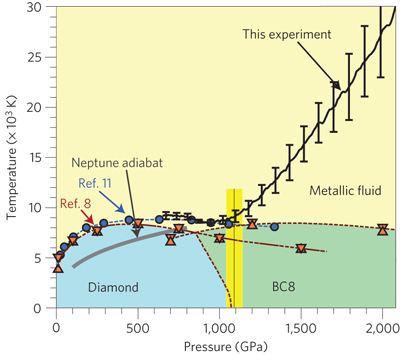 30
25
20
15
10
5
0
Temperature (× 10³ K)
This experiment
Neptune adiabat
Ref. 11
Ref. 8
Metallic fluid
Diamond
BC8
0
500
1,000
1,500
2,000
Pressure (GPa)